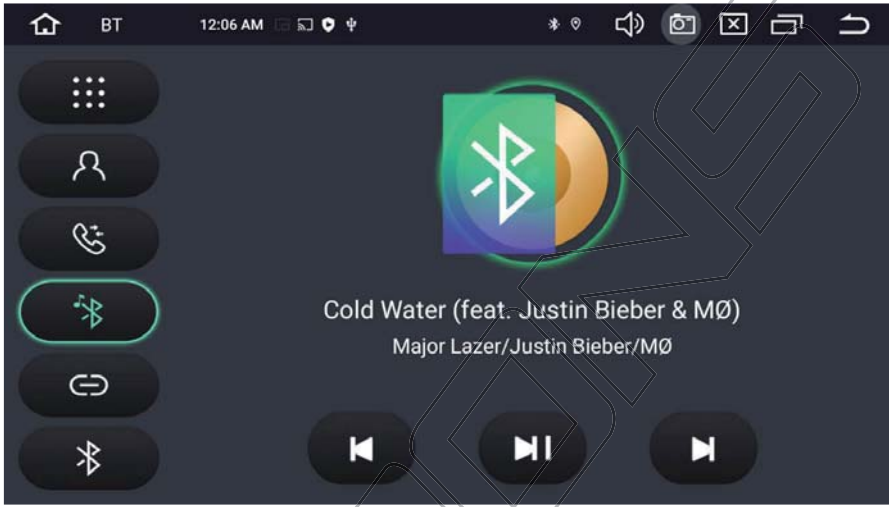 BT
12:06 AM
Cold Water (feat. Justin Bieber & MØ)
Major Lazer/Justin Bieber/MØ